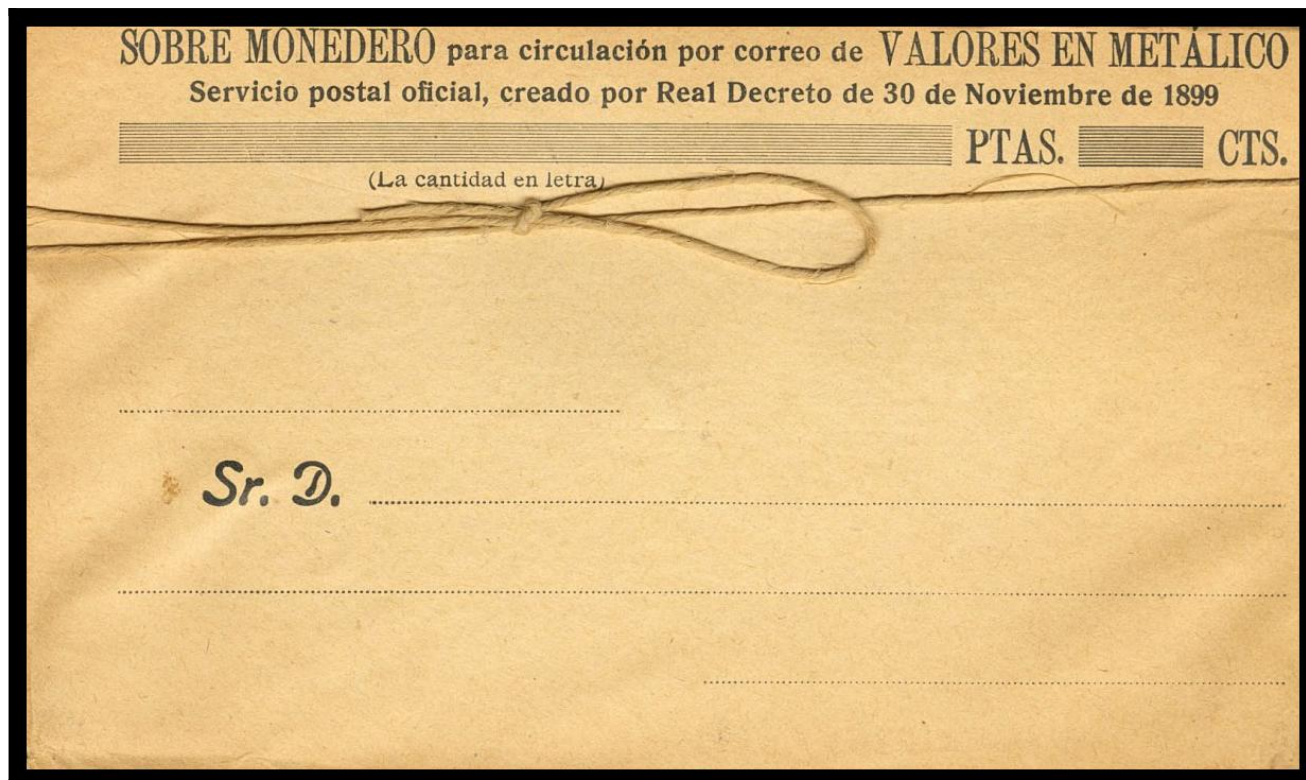 SOBRE MONEDERO para circulación por correo de VALORES EN METÁLICO
Servicio postal oficial, creado por Real Decreto de 30 de Noviembre de 1899
PTAS. CTS.
(La cantidad en letra)
Sr. D.